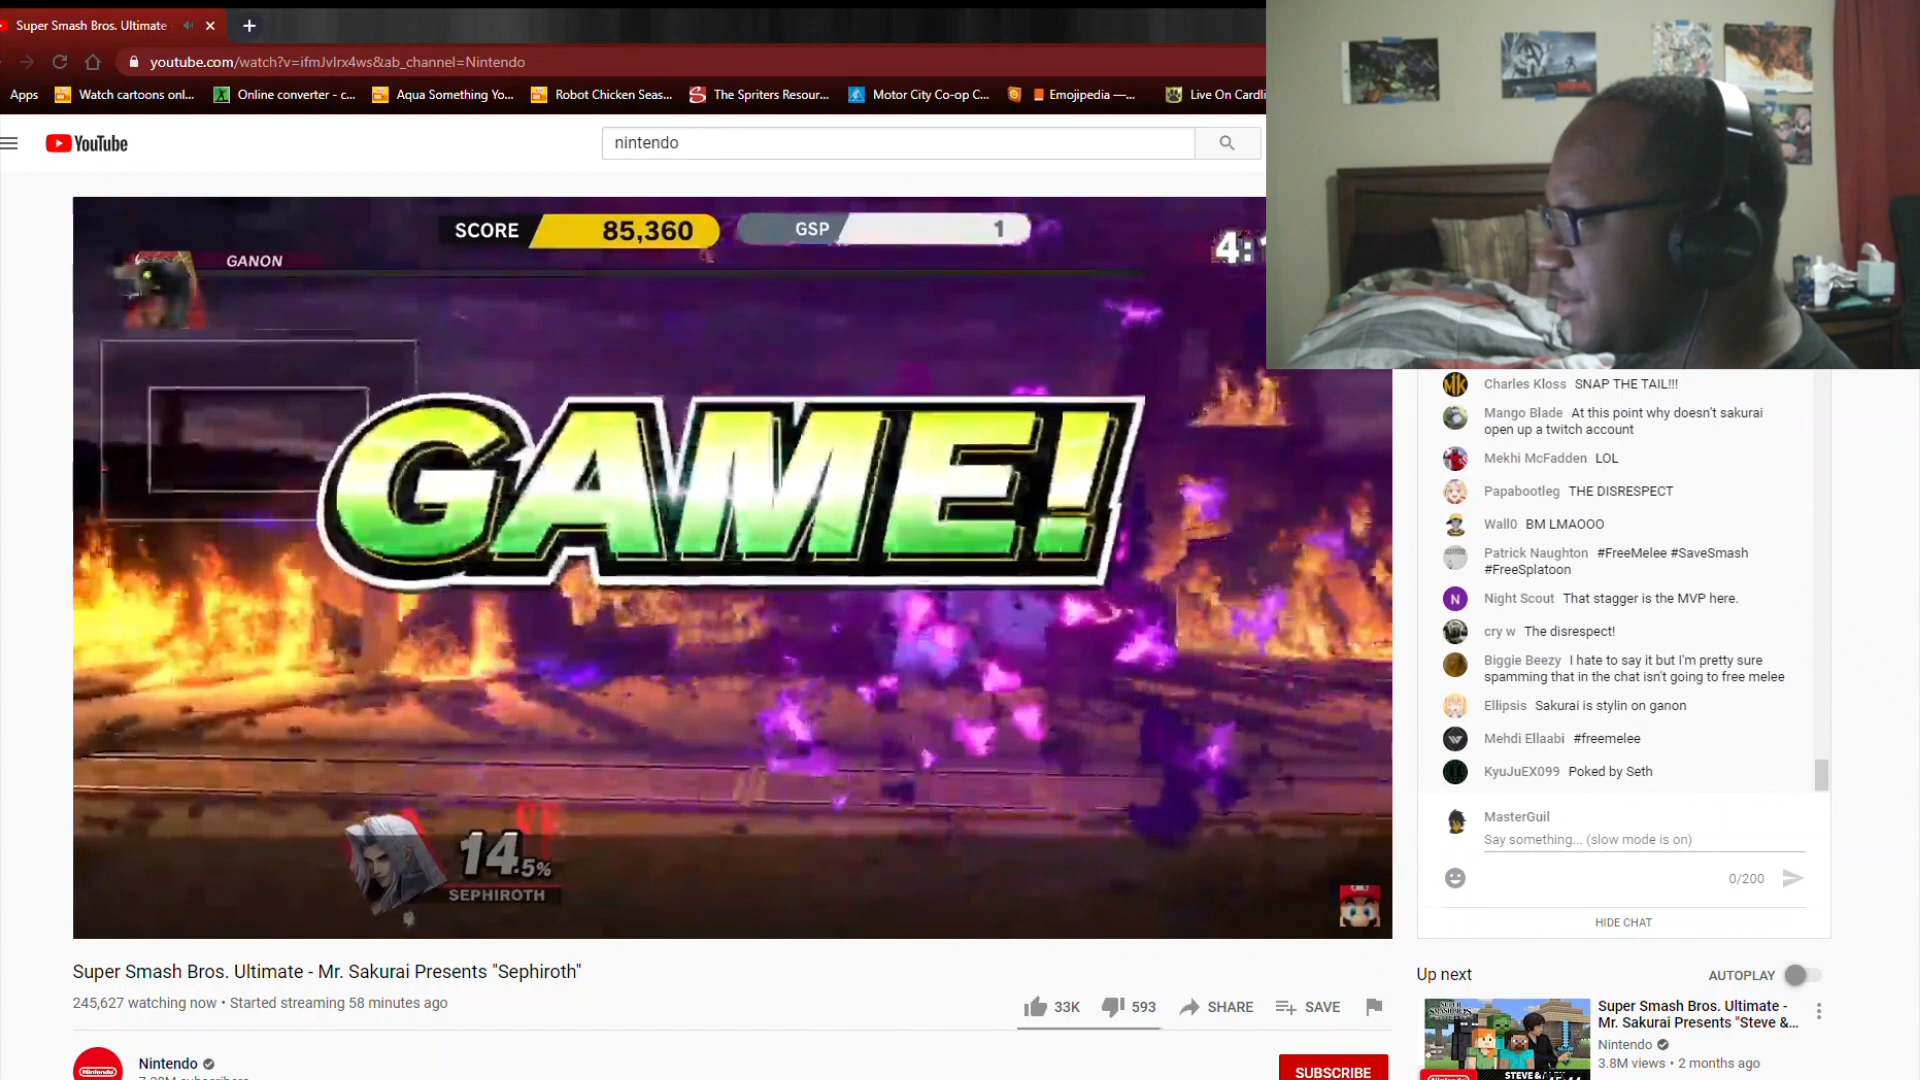 Super Smash Bros. Ultimate
youtube.com/watch?v=ifmJvlrx4ws&ab_channel=Nintendo
Apps
Watch cartoons onl...
Online converter - c...
Aqua Something Yo...
Robot Chicken Seas...
The Spriters Resour...
Motor City Co-op C...
Emojipedia —...
Live On Cardl
YouTube
nintendo
SCORE 85,360
GSP 1
4:
GANON
GAME!
14.5%
SEPHIROTH
Charles Kloss SNAP THE TAIL!!!
Mango Blade At this point why doesn't sakurai
open up a twitch account
Mekhi McFadden LOL
Papabootleg THE DISRESPECT
Wall0 BM LMAOOO
Patrick Naughton #FreeMelee #SaveSmash
#FreeSplatoon
N
Night Scout That stagger is the MVP here.
cry w The disrespect!
Biggie Beezy I hate to say it but I'm pretty sure
spamming that in the chat isn't going to free melee
Ellipsis Sakurai is stylin on ganon
Mehdi Ellaabi #freemelee
KyuJuEX099 Poked by Seth
MasterGuil
Say something... (slow mode is on)
0/200
HIDE CHAT
Super Smash Bros. Ultimate - Mr. Sakurai Presents "Sephiroth"
245,627 watching now • Started streaming 58 minutes ago
33K
593
SHARE
SAVE
Nintendo
Nintendo
SUBSCRIBE
Up next
AUTOPLAY
Super Smash Bros. Ultimate -
Mr. Sakurai Presents "Steve &...
Nintendo
3.8M views • 2 months ago
STEVE & ALEX